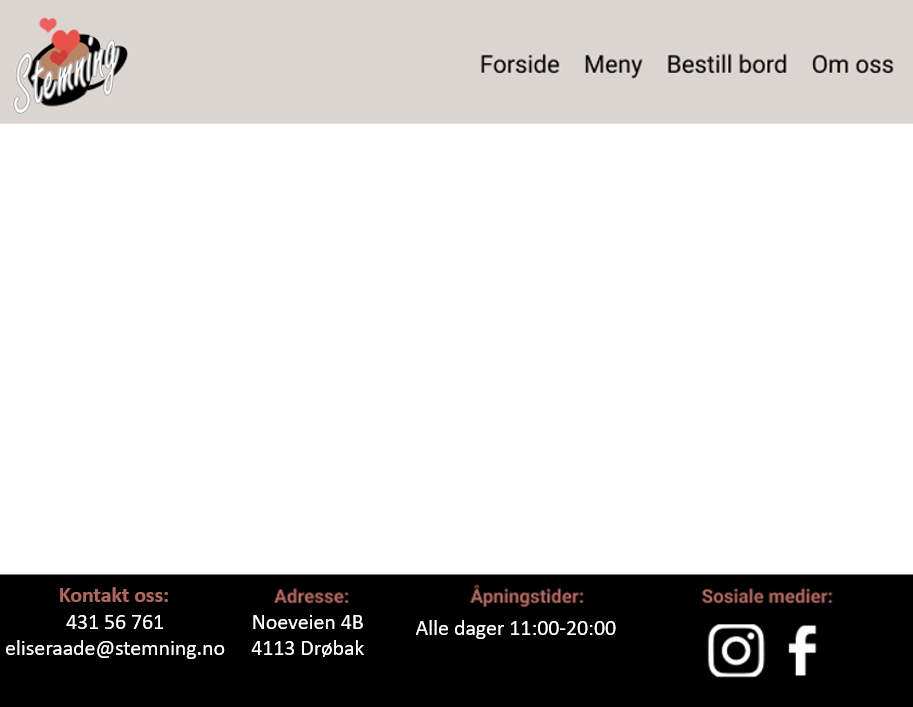 Stemning
Forside Meny Bestill bord Om oss
Kontakt oss:
431 56 761
eliseraade@stemning.no
Adresse:
Noeveien 4B
4113 Drøbak
Åpningstider:
Alle dager 11:00-20:00
Sosiale medier: